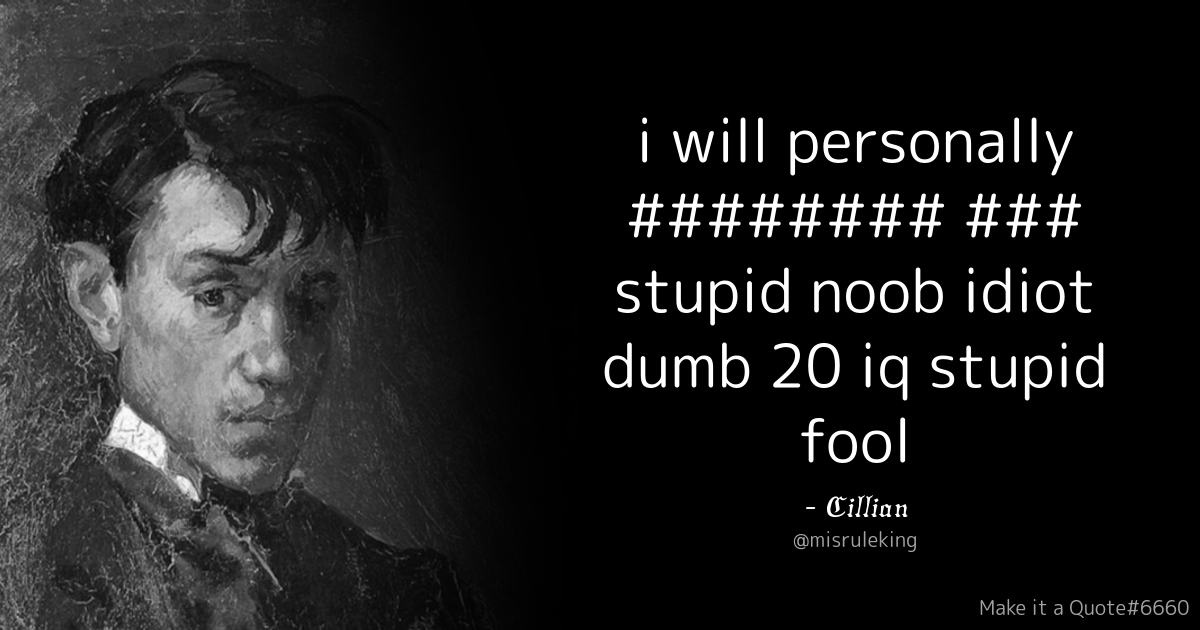 i will personally
######## ###
stupid noob idiot
dumb 20 iq stupid
fool
- 𝕮𝖎𝖑𝖑𝖎𝖆𝖓
@misruleking
Make it a Quote#6660